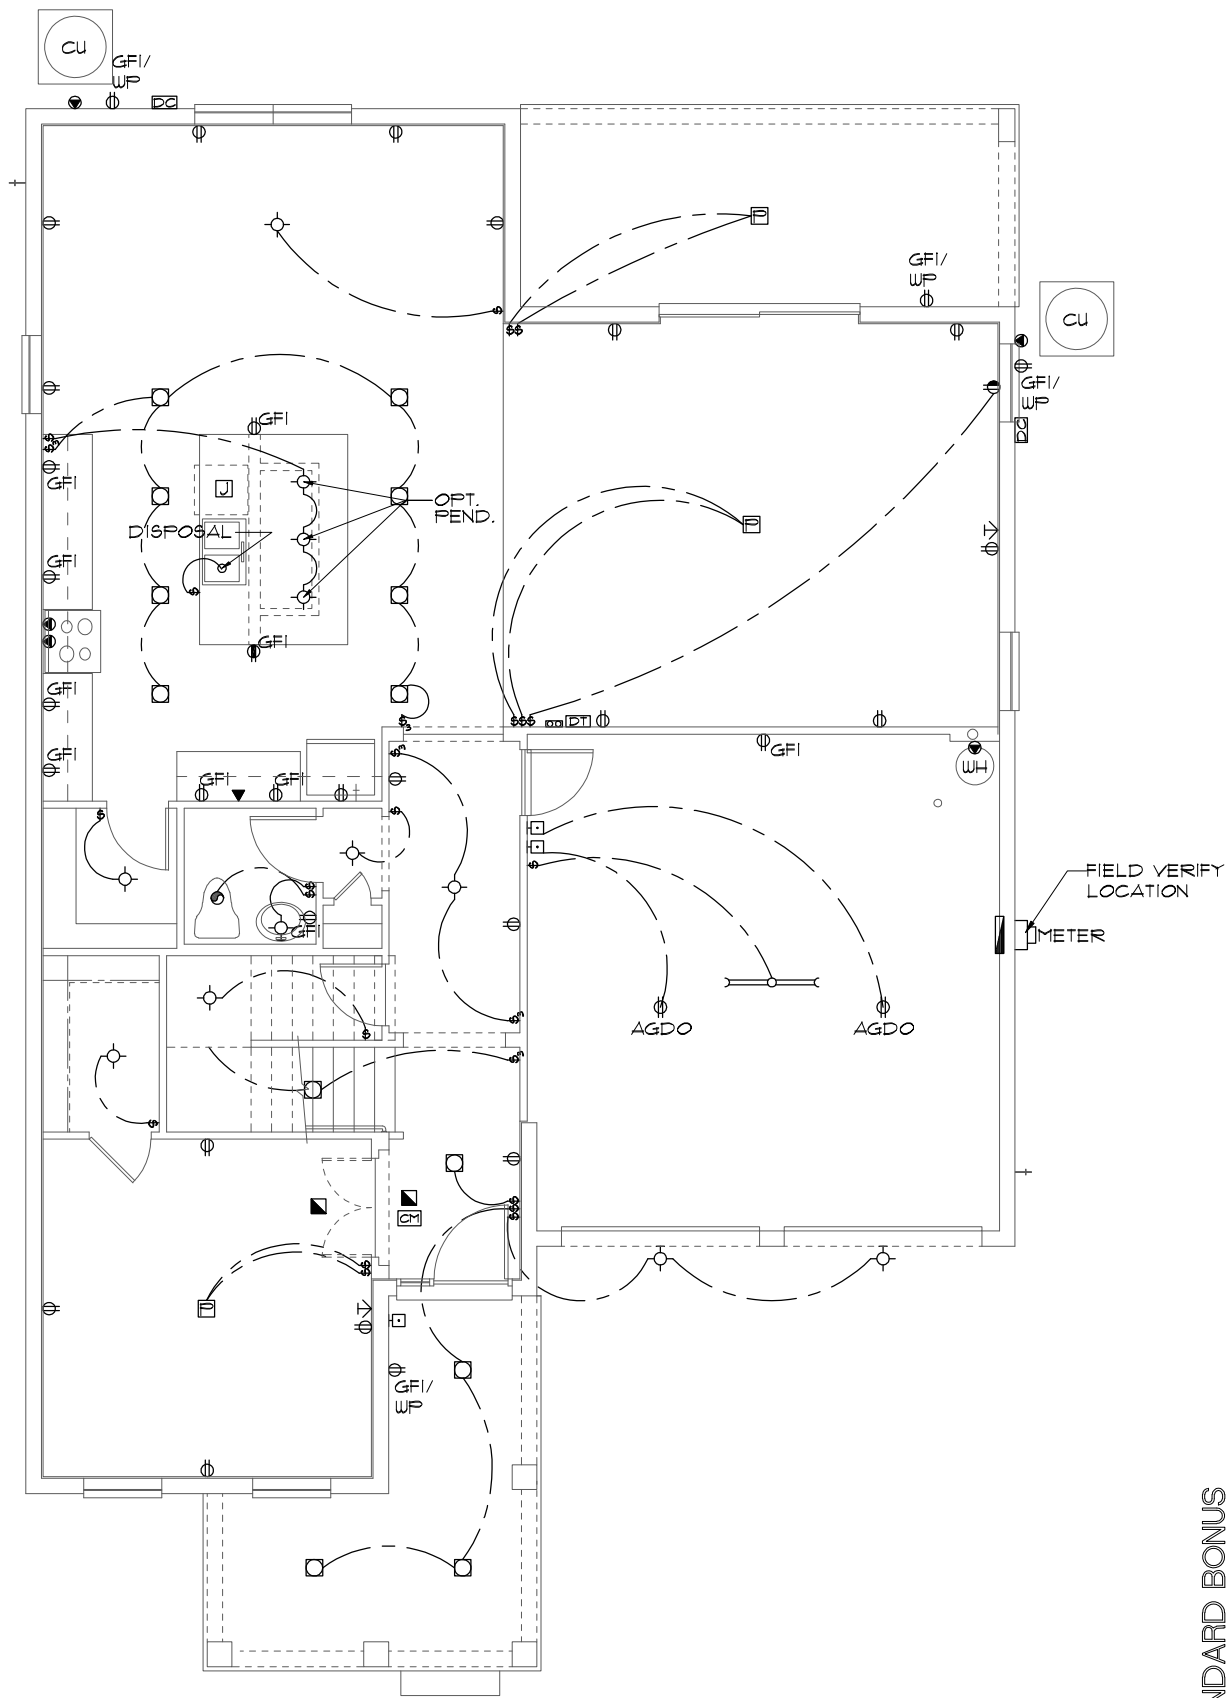 CU
GFI/
WP
DC
GFI/
WP
CU
GFI/
WP
DC
GFI
GFI
J
OPT.
PEND.
DISPOSAL
GFI
GFI
GFI
DT
GFI
GFI
GFI
GFI
WH
GFI
FIELD VERIFY
LOCATION
METER
AGDO
AGDO
CM
GFI/
WP
NDARD BONUS